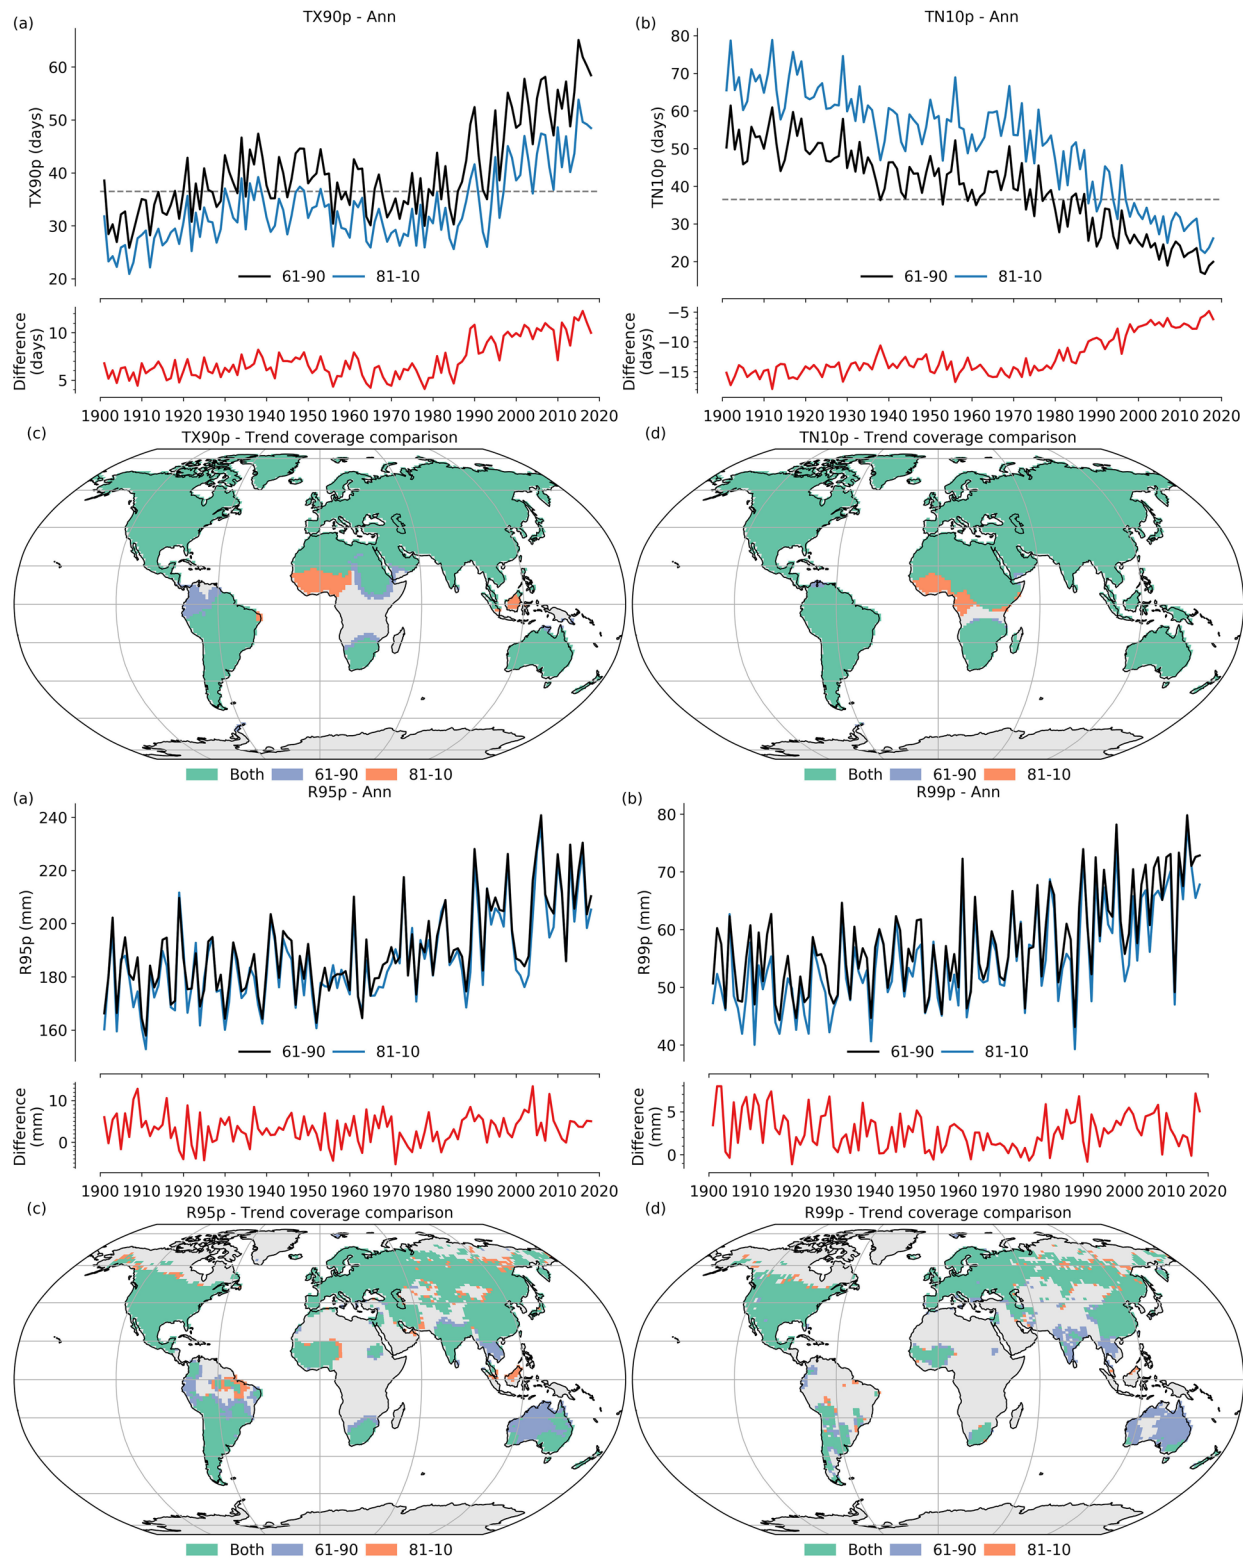 (a)
TX90p - Ann
(b)
TN10p - Ann
TX90p (days)
60
50
40
30
20
61-90
81-10
TN10p (days)
80
70
60
50
40
30
20
61-90
81-10
Difference
(days)
10
5
1900 1910 1920 1930 1940 1950 1960 1970 1980 1990 2000 2010 2020
Difference
(days)
−5
−10
−15
1900 1910 1920 1930 1940 1950 1960 1970 1980 1990 2000 2010 2020
(c)
TX90p - Trend coverage comparison
Both
61-90
81-10
(d)
TN10p - Trend coverage comparison
Both
61-90
81-10
(a)
R95p - Ann
(b)
R99p - Ann
R95p (mm)
240
220
200
180
160
61-90
81-10
R99p (mm)
80
70
60
50
40
61-90
81-10
Difference
(mm)
10
0
1900 1910 1920 1930 1940 1950 1960 1970 1980 1990 2000 2010 2020
Difference
(mm)
5
0
1900 1910 1920 1930 1940 1950 1960 1970 1980 1990 2000 2010 2020
(c)
R95p - Trend coverage comparison
Both
61-90
81-10
(d)
R99p - Trend coverage comparison
Both
61-90
81-10